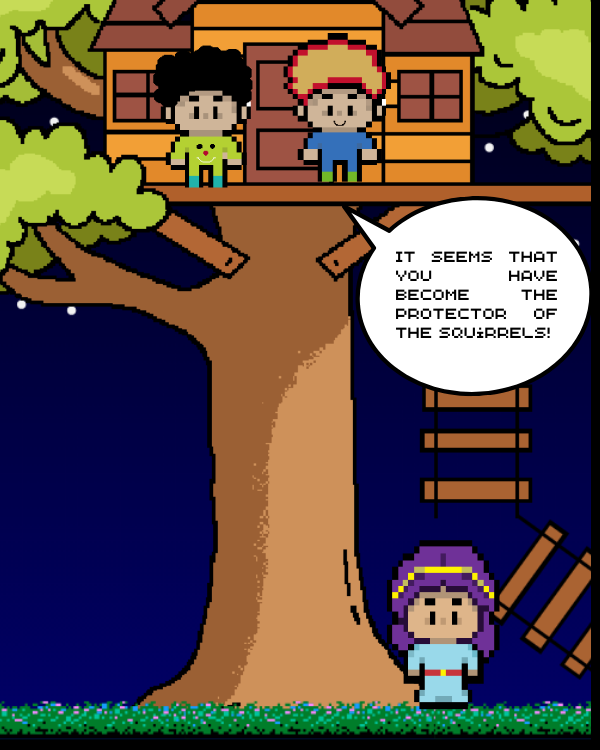 IT SEEMS THAT
YOU HAVE
BECOME THE
PROTECTOR OF
THE SQUiRRELS!